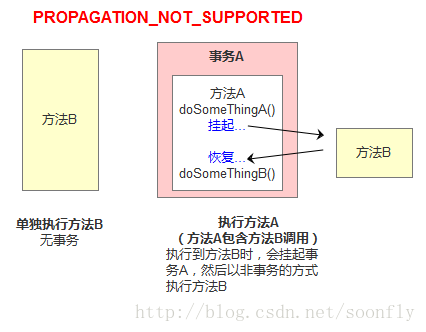 PROPAGATION_NOT_SUPPORTED
方法B
单独执行方法B
无事务
事务A
方法A
doSomeThingA()
挂起...
恢复...
doSomeThingB()
方法B
执行方法A
（方法A包含方法B调用）
执行到方法B时，会挂起事
务A，然后以非事务的方式
执行方法B
http://blog.csdn.net/soonfly